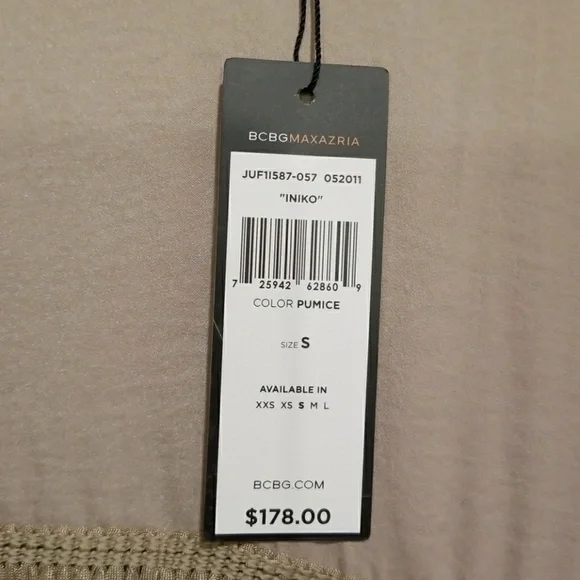 BCBGMAXAZRIA
JUF1I587-057 052011
"INIKO"
7 25942 62860 9
COLOR PUMICE
SIZE S
AVAILABLE IN
XXS XS S M L
BCBG.COM
$178.00